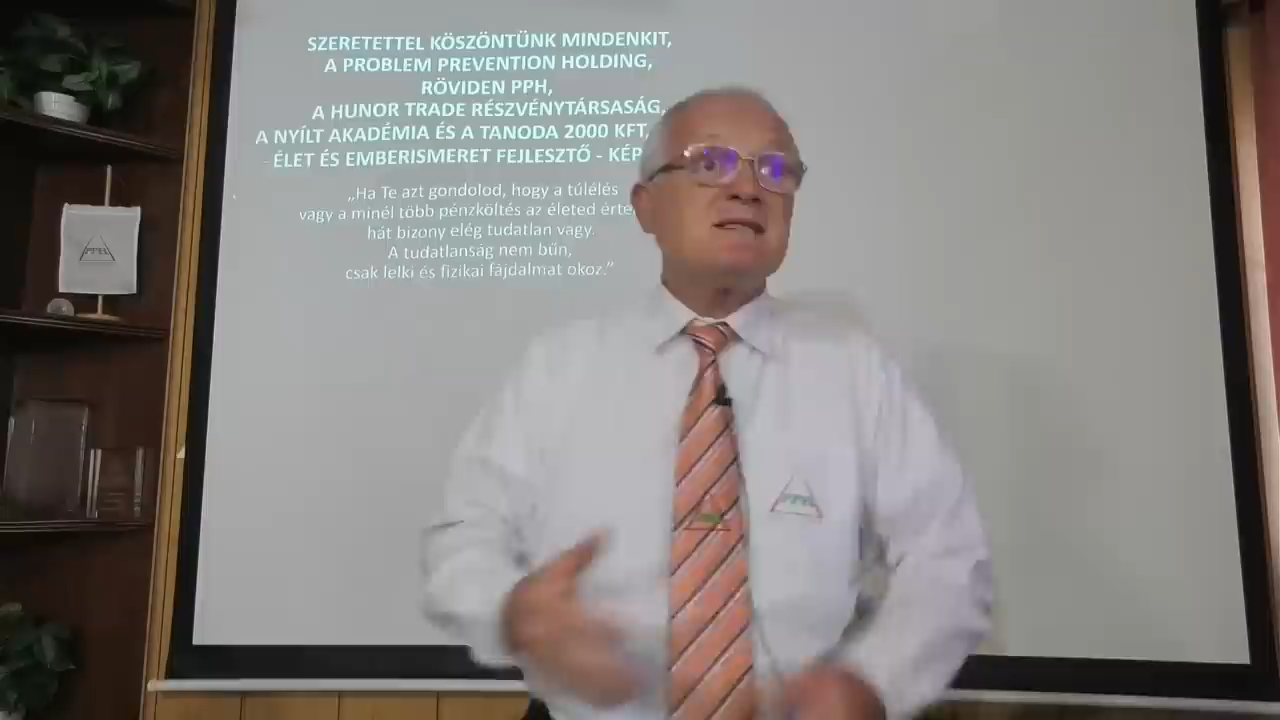 SZERETETTEL KÖSZÖNTÜNK MINDENKIT,
A PROBLEM PREVENTION HOLDING,
RÖVIDEN PPH,
A HUNOR TRADE RÉSZVÉNYTÁRSASÁG,
A NYÍLT AKADÉMIA ÉS A TANODA 2000 KFT,
ÉLET ÉS EMBERISMERET FEJLESZTŐ - KÉP
„Ha Te azt gondolod, hogy a túlélés
vagy a minél több pénzköltés az életed érte
hát bizony elég tudatlan vagy.
A tudatlanság nem bűn,
csak lelki és fizikai fájdalmat okoz.”
PPH
PPH